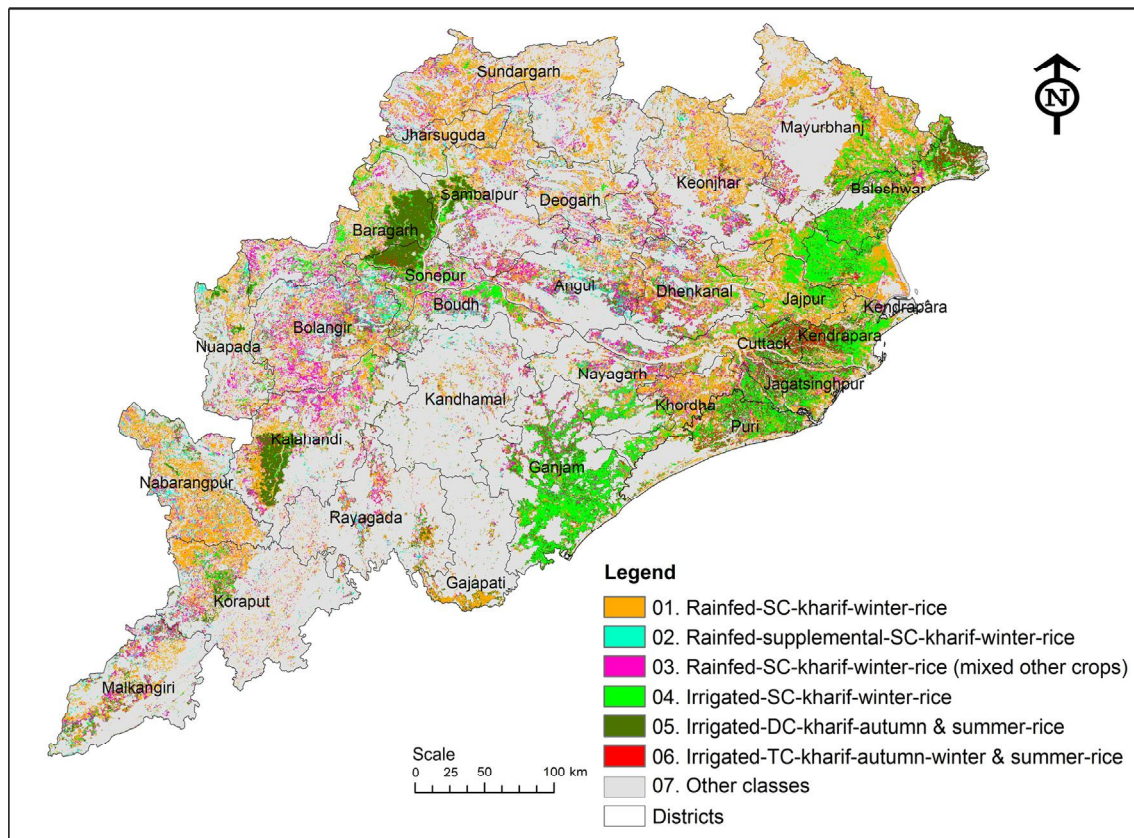 N
Sundargarh
Mayurbhanj
Jharsuguda
Keonjhar
Baleshwar
Sambalpur
Deogarh
Baragarh
Sonepur
Angul
Dhenkanal
Boudh
Jajpur
Kendrapara
Bolangir
Nuapada
Cuttack
Kendrapara
Nayagarh
Jagatsinghpur
Kandhamal
Khordha
Puri
Kalahandi
Ganjam
Nabarangpur
Rayagada
Gajapati
Koraput
Malkangiri
Legend
01. Rainfed-SC-kharif-winter-rice
02. Rainfed-supplemental-SC-kharif-winter-rice
03. Rainfed-SC-kharif-winter-rice (mixed other crops)
04. Irrigated-SC-kharif-winter-rice
05. Irrigated-DC-kharif-autumn & summer-rice
06. Irrigated-TC-kharif-autumn-winter & summer-rice
07. Other classes
Districts
Scale
0 25 50 100 km